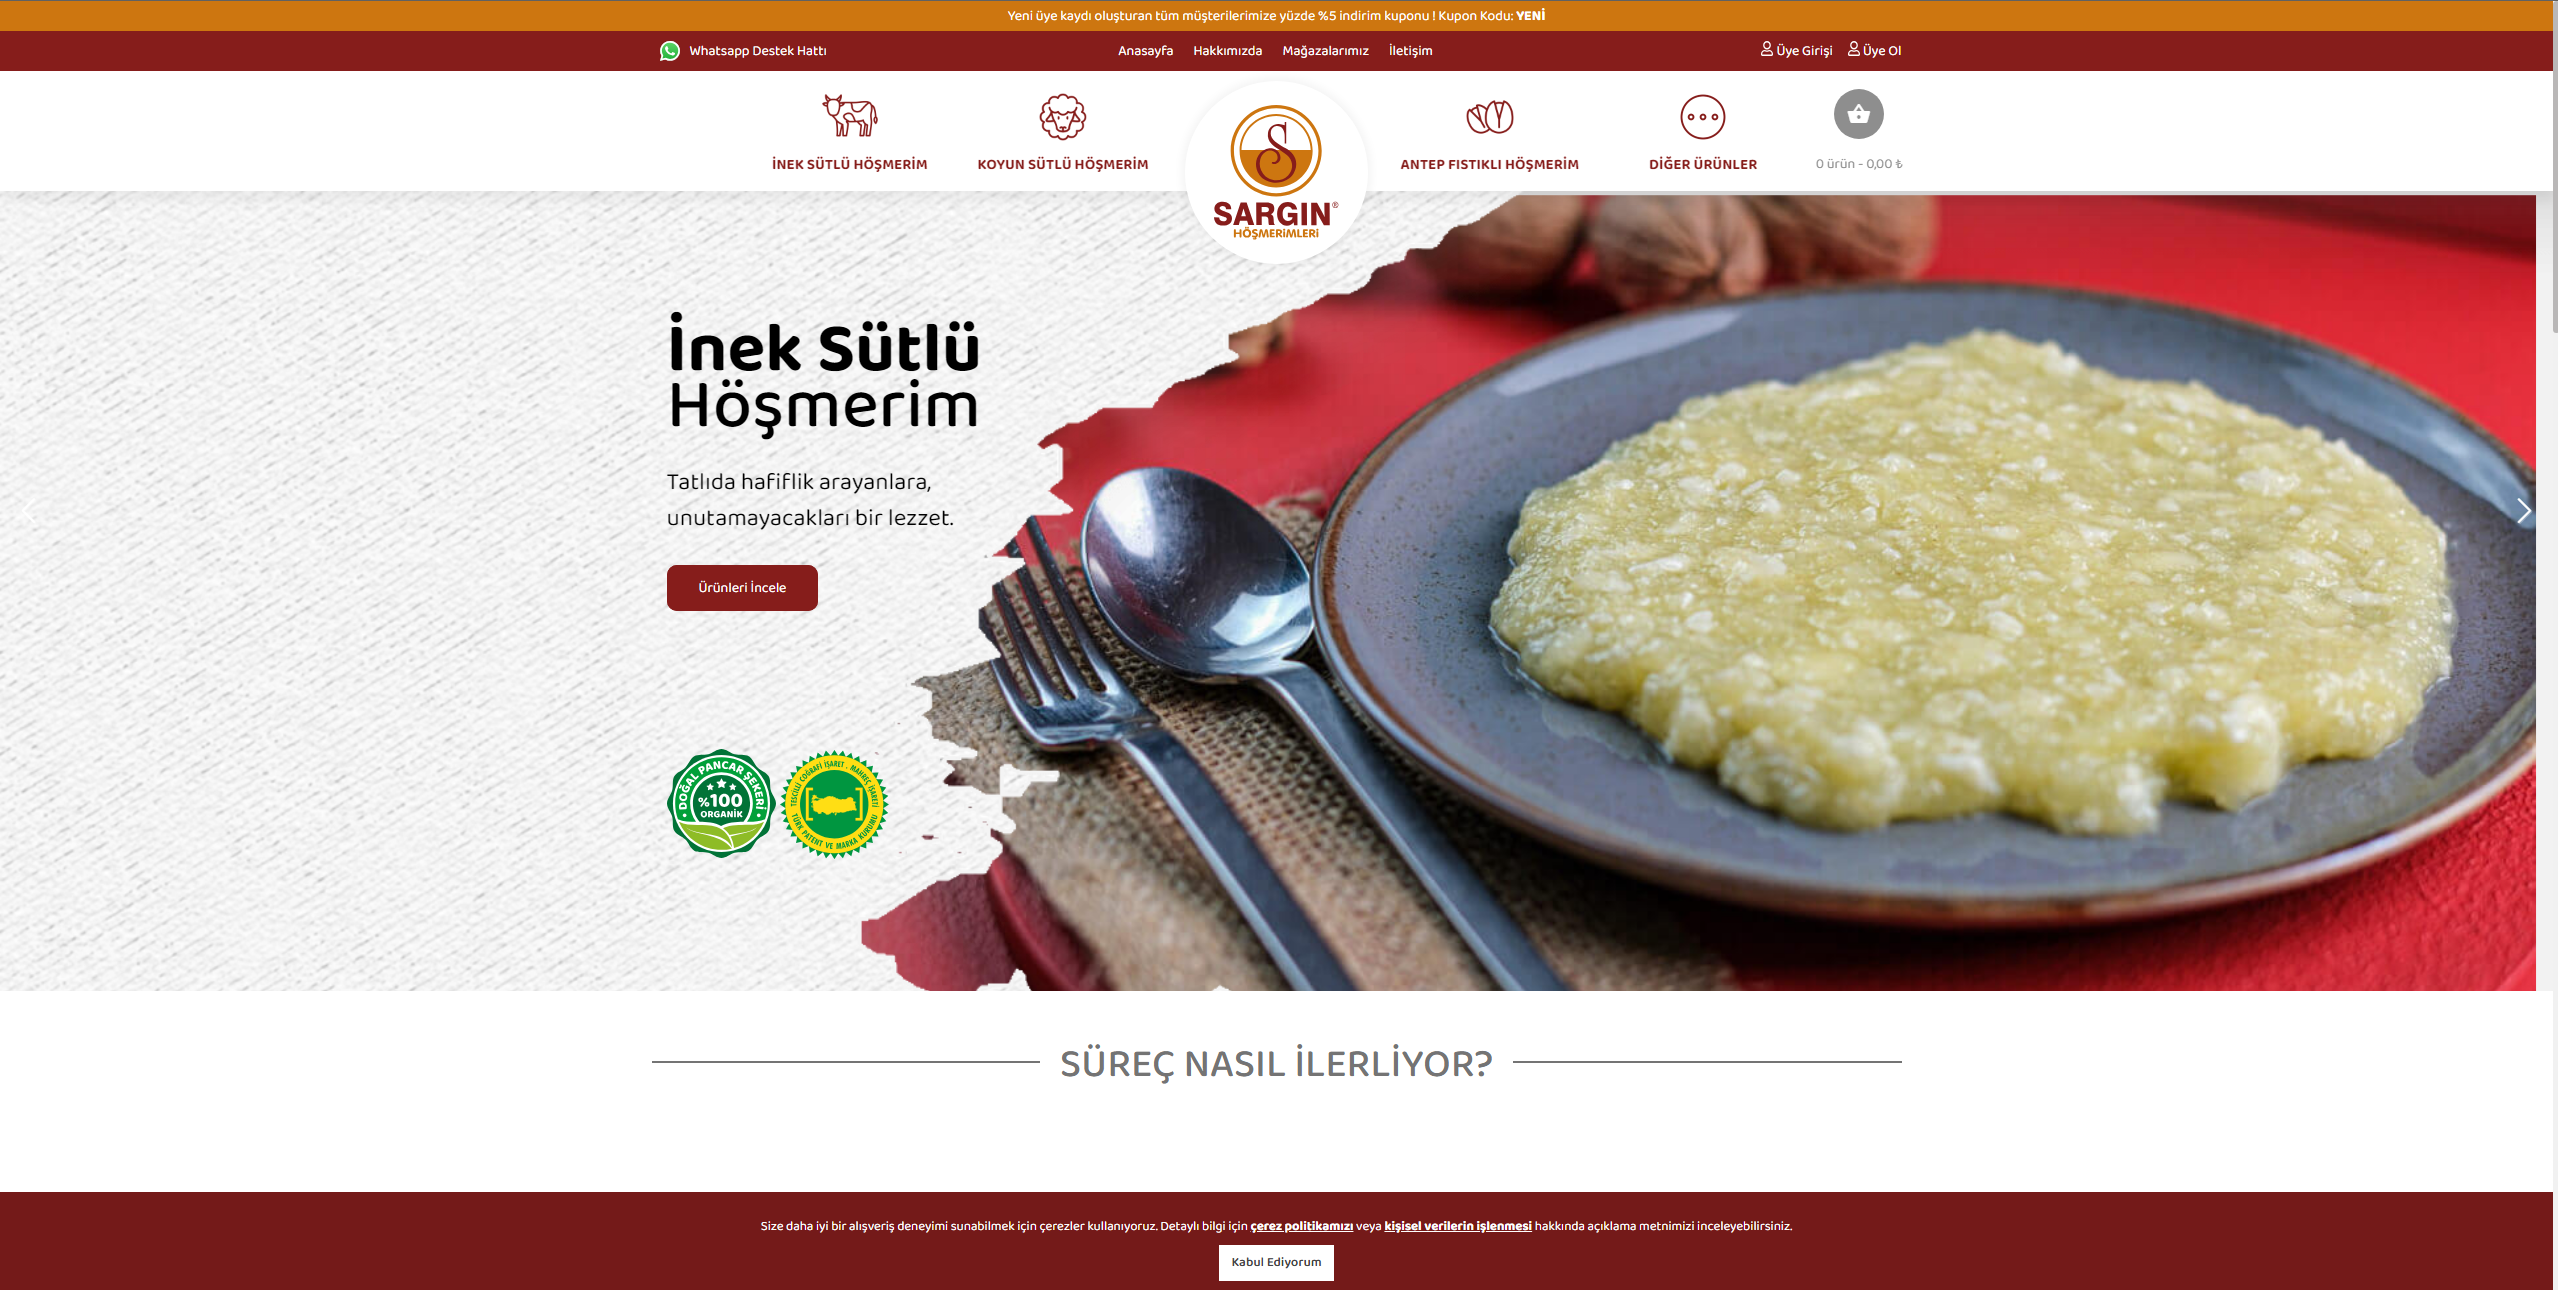 Yeni üye kaydı oluşturan tüm müşterilerimize yüzde %5 indirim kuponu ! Kupon Kodu: YENİ
Whatsapp Destek Hattı
Anasayfa Hakkımızda Mağazalarımız İletişim
Üye Girişi Üye Ol
İNEK SÜTLÜ HÖŞMERİM
KOYUN SÜTLÜ HÖŞMERİM
S
SARGIN®
HÖŞMERİMLERİ
ANTEP FISTIKLI HÖŞMERİM
DİĞER ÜRÜNLER
0 ürün - 0,00 ₺
İnek Sütlü
Höşmerim
Tatlıda hafiflik arayanlara,
unutamayacakları bir lezzet.
Ürünleri İncele
DOĞAL PANCAR ŞEKERİ
%100
ORGANİK
TESCİLLİ COĞRAFİ İŞARET - MAHREÇ İŞARETİ
TÜRK PATENT VE MARKA KURUMU
SÜREÇ NASIL İLERLİYOR?
Size daha iyi bir alışveriş deneyimi sunabilmek için çerezler kullanıyoruz. Detaylı bilgi için çerez politikamızı veya kişisel verilerin işlenmesi hakkında açıklama metnimizi inceleyebilirsiniz.
Kabul Ediyorum